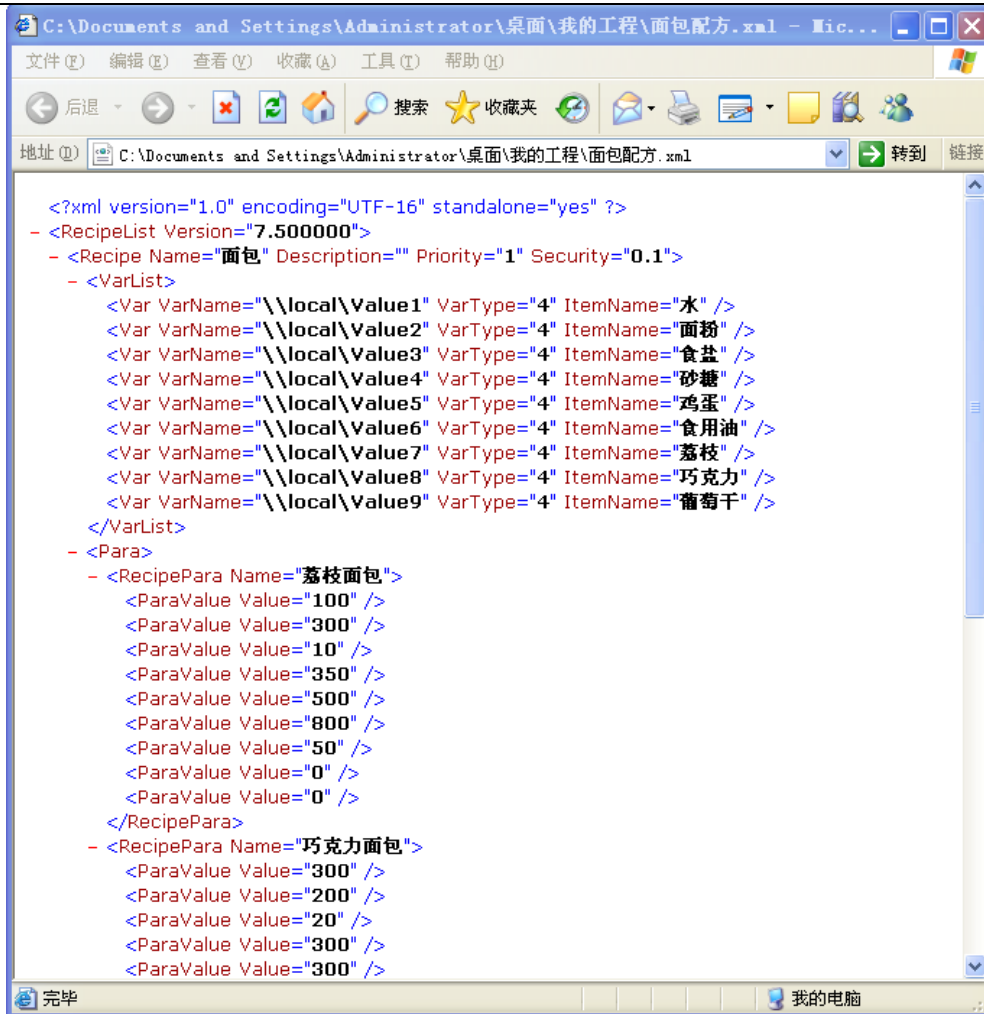 C:\Documents and Settings\Administrator\桌面\我的工程\面包配方.xml - Mic...
文件(F) 编辑(E) 查看(V) 收藏(A) 工具(T) 帮助(H)
后退 搜索 收藏夹
地址(D) C:\Documents and Settings\Administrator\桌面\我的工程\面包配方.xml 转到 链接
<?xml version="1.0" encoding="UTF-16" standalone="yes" ?>
- <RecipeList Version="7.500000">
- <Recipe Name="面包" Description="" Priority="1" Security="0.1">
- <VarList>
<Var VarName="\\local\Value1" VarType="4" ItemName="水" />
<Var VarName="\\local\Value2" VarType="4" ItemName="面粉" />
<Var VarName="\\local\Value3" VarType="4" ItemName="食盐" />
<Var VarName="\\local\Value4" VarType="4" ItemName="砂糖" />
<Var VarName="\\local\Value5" VarType="4" ItemName="鸡蛋" />
<Var VarName="\\local\Value6" VarType="4" ItemName="食用油" />
<Var VarName="\\local\Value7" VarType="4" ItemName="荔枝" />
<Var VarName="\\local\Value8" VarType="4" ItemName="巧克力" />
<Var VarName="\\local\Value9" VarType="4" ItemName="葡萄干" />
</VarList>
- <Para>
- <RecipePara Name="荔枝面包">
<ParaValue Value="100" />
<ParaValue Value="300" />
<ParaValue Value="10" />
<ParaValue Value="350" />
<ParaValue Value="500" />
<ParaValue Value="800" />
<ParaValue Value="50" />
<ParaValue Value="0" />
<ParaValue Value="0" />
</RecipePara>
- <RecipePara Name="巧克力面包">
<ParaValue Value="300" />
<ParaValue Value="200" />
<ParaValue Value="20" />
<ParaValue Value="300" />
<ParaValue Value="300" />
完毕 我的电脑